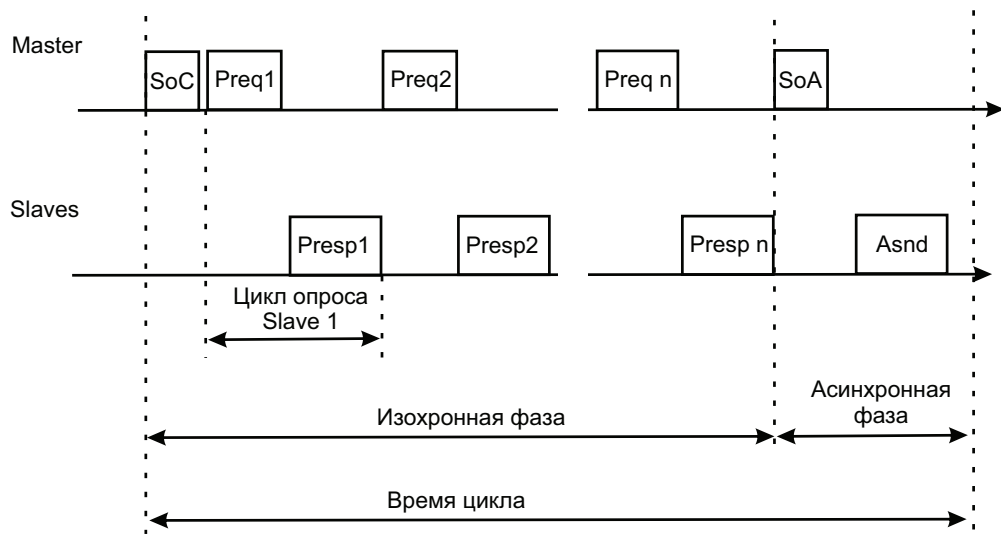 Master
SoC
Preq1
Preq2
Preq n
SoA
Slaves
Presp1
Presp2
Presp n
Asnd
Цикл опроса
Slave 1
Изохронная фаза
Асинхронная
фаза
Время цикла